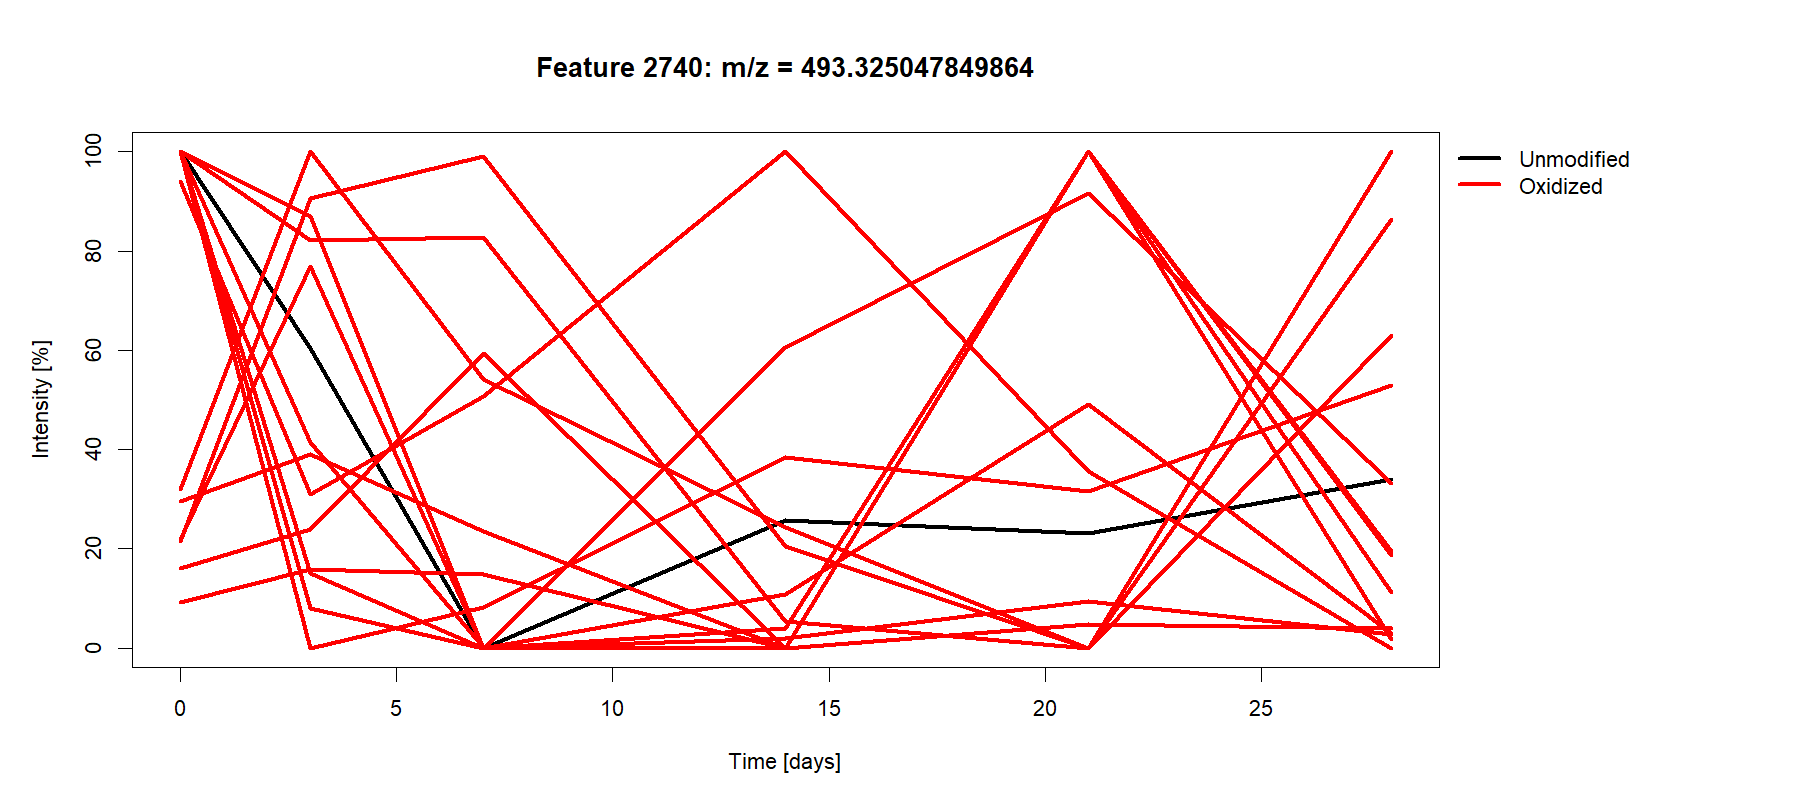 Feature 2740: m/z = 493.325047849864
Unmodified
Oxidized
Intensity [%]
100
80
60
40
20
0
0 5 10 15 20 25
Time [days]